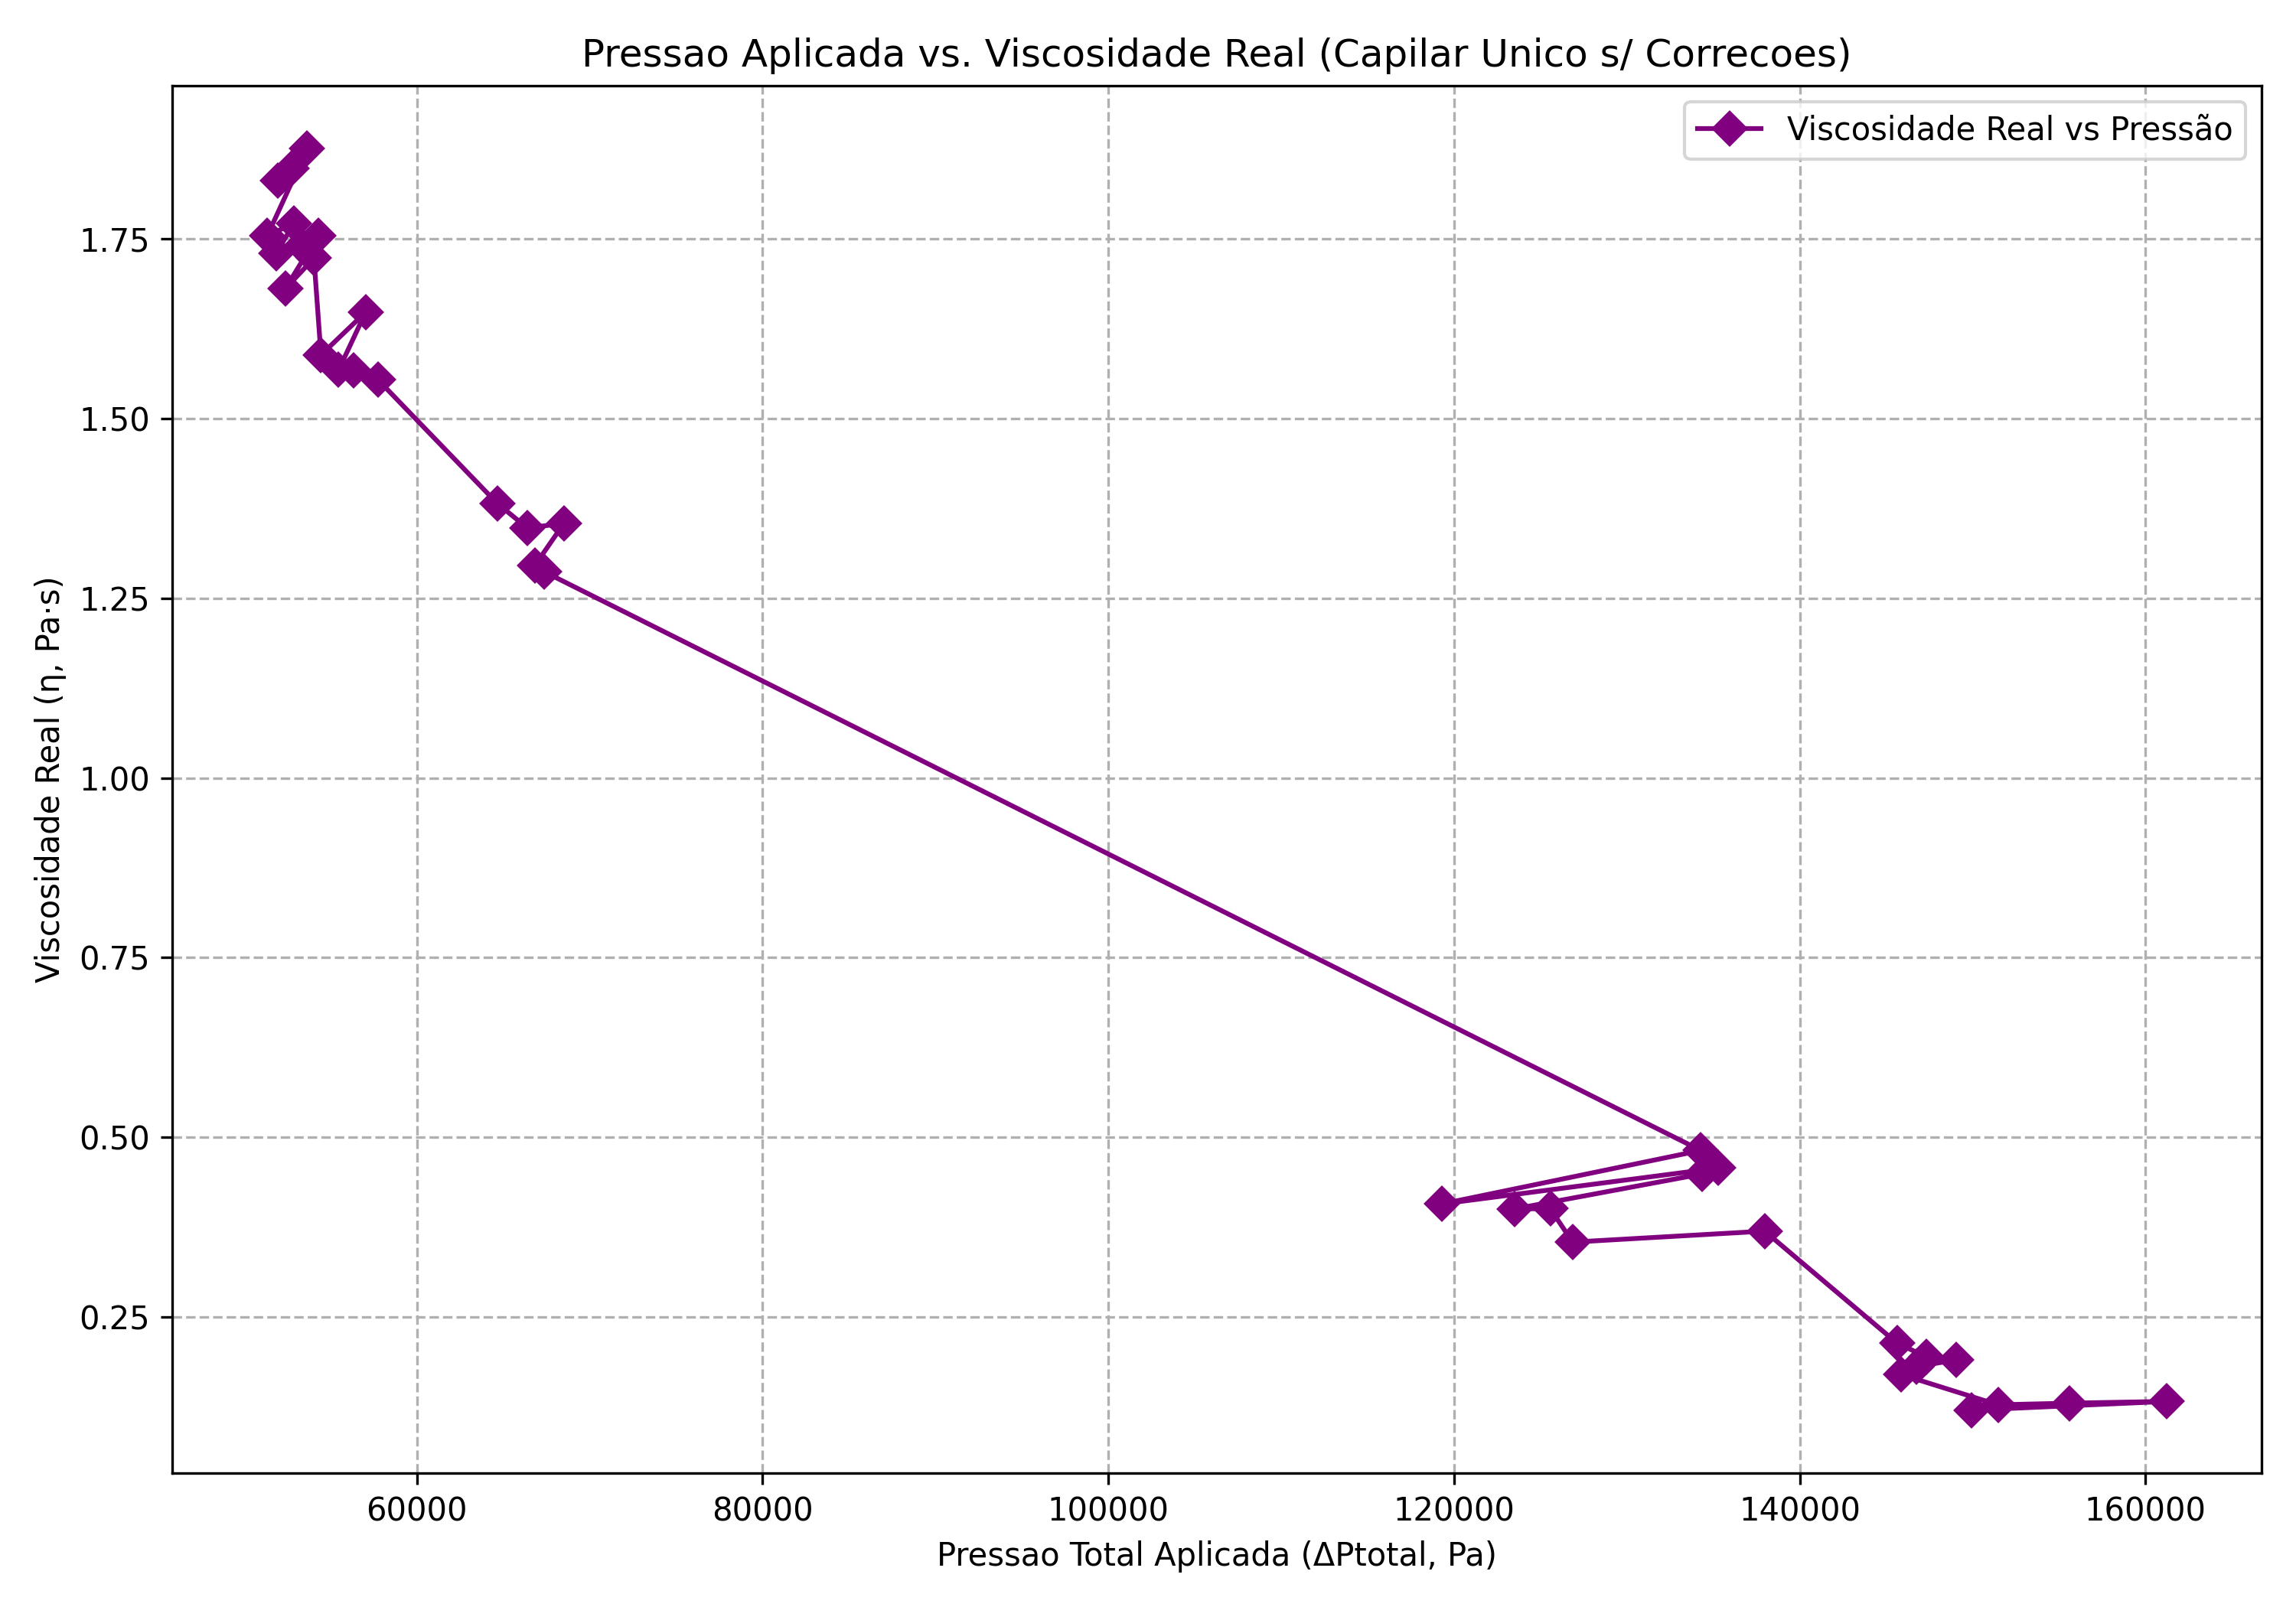 Pressao Aplicada vs. Viscosidade Real (Capilar Unico s/ Correcoes)
Viscosidade Real vs Pressão
1.75
1.50
1.25
1.00
0.75
0.50
0.25
Viscosidade Real (η, Pa·s)
60000 80000 100000 120000 140000 160000
Pressao Total Aplicada (ΔPtotal, Pa)